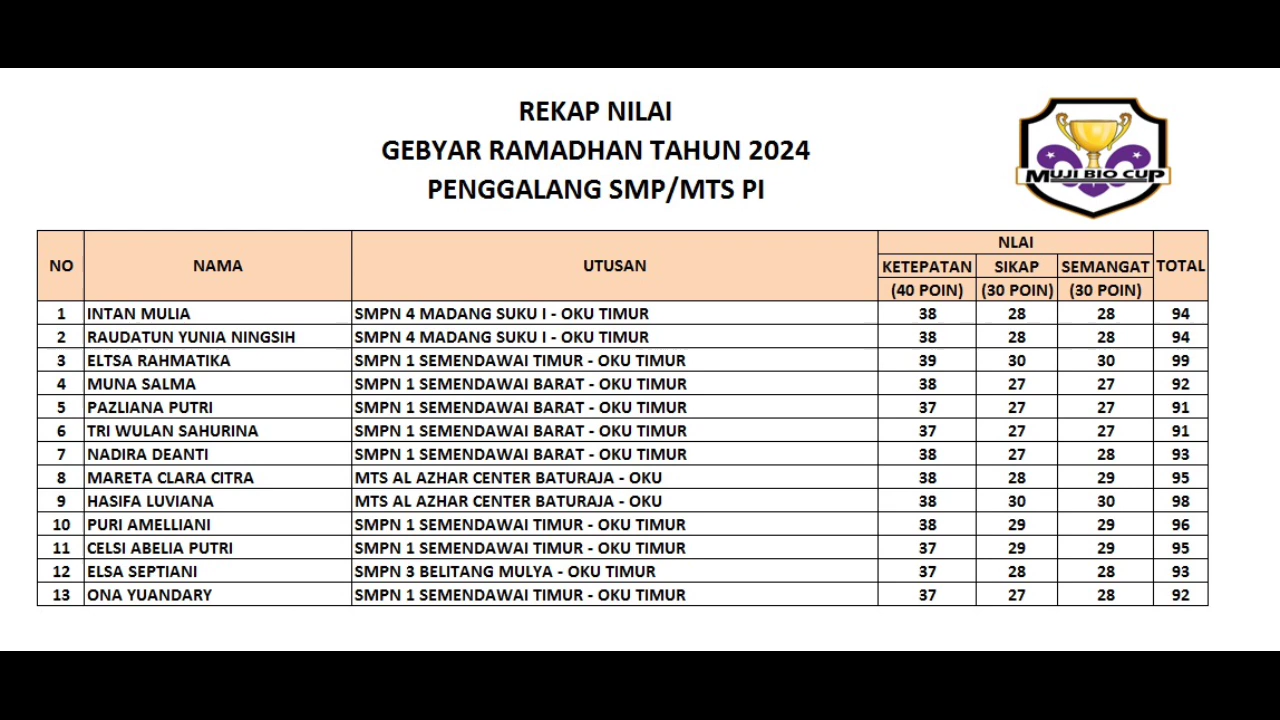 REKAP NILAI
GEBYAR RAMADHAN TAHUN 2024
PENGGALANG SMP/MTS PI
MUJI BIO CUP
NO NAMA UTUSAN NLAI TOTAL
KETEPATAN SIKAP SEMANGAT
(40 POIN) (30 POIN) (30 POIN)
1 INTAN MULIA SMPN 4 MADANG SUKU I - OKU TIMUR 38 28 28 94
2 RAUDATUN YUNIA NINGSIH SMPN 4 MADANG SUKU I - OKU TIMUR 38 28 28 94
3 ELTSA RAHMATIKA SMPN 1 SEMENDAWAI TIMUR - OKU TIMUR 39 30 30 99
4 MUNA SALMA SMPN 1 SEMENDAWAI BARAT - OKU TIMUR 38 27 27 92
5 PAZLIANA PUTRI SMPN 1 SEMENDAWAI BARAT - OKU TIMUR 37 27 27 91
6 TRI WULAN SAHURINA SMPN 1 SEMENDAWAI BARAT - OKU TIMUR 37 27 27 91
7 NADIRA DEANTI SMPN 1 SEMENDAWAI BARAT - OKU TIMUR 38 27 28 93
8 MARETA CLARA CITRA MTS AL AZHAR CENTER BATURAJA - OKU 38 28 29 95
9 HASIFA LUVIANA MTS AL AZHAR CENTER BATURAJA - OKU 38 30 30 98
10 PURI AMELLIANI SMPN 1 SEMENDAWAI TIMUR - OKU TIMUR 38 29 29 96
11 CELSI ABELIA PUTRI SMPN 1 SEMENDAWAI TIMUR - OKU TIMUR 37 29 29 95
12 ELSA SEPTIANI SMPN 3 BELITANG MULYA - OKU TIMUR 37 28 28 93
13 ONA YUANDARY SMPN 1 SEMENDAWAI TIMUR - OKU TIMUR 37 27 28 92